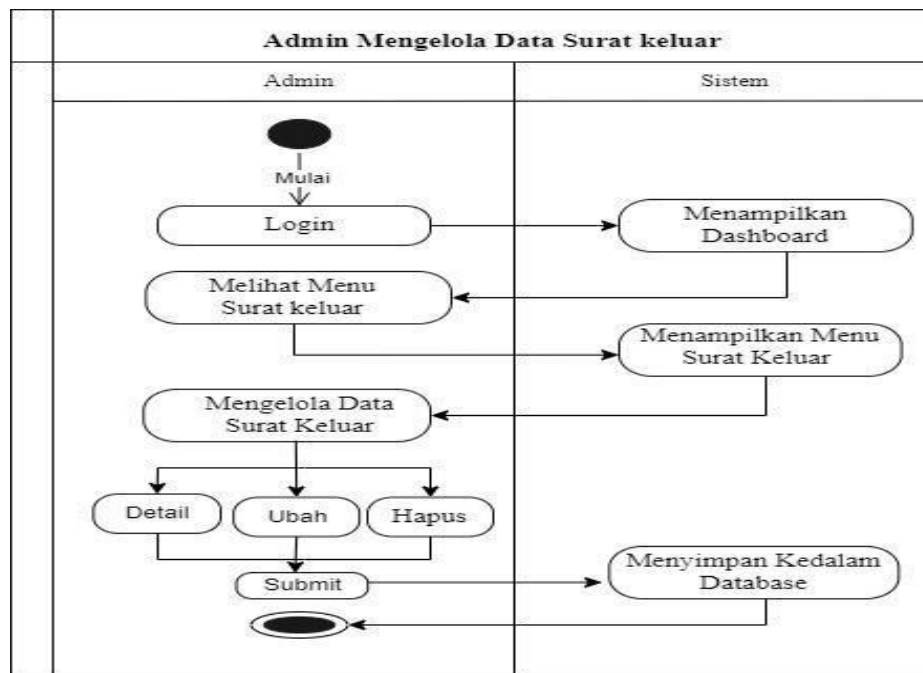 Admin Mengelola Data Surat keluar
Admin
Sistem
Mulai
Login
Menampilkan
Dashboard
Melihat Menu
Surat keluar
Menampilkan Menu
Surat Keluar
Mengelola Data
Surat Keluar
Detail
Ubah
Hapus
Submit
Menyimpan Kedalam
Database